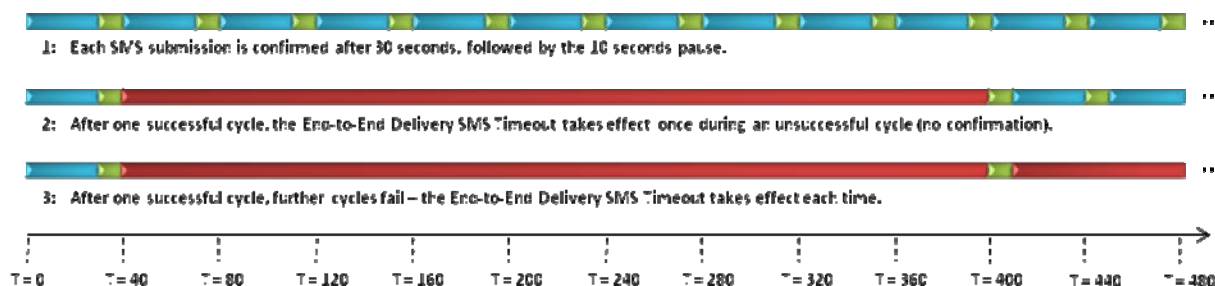 1: Each SMS submission is confirmed after 30 seconds, followed by the 10 seconds pause.
2: After one successful cycle, the End-to-End Delivery SMS Timeout takes effect once during an unsuccessful cycle (no confirmation).
3: After one successful cycle, further cycles fail – the End-to-End Delivery SMS Timeout takes effect each time.
T = 0 T = 40 T = 80 T = 120 T = 160 T = 200 T = 240 T = 280 T = 320 T = 360 T = 400 T = 440 T = 480